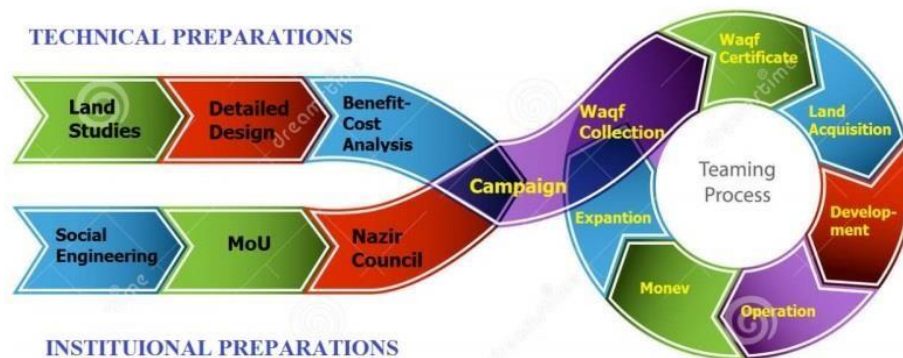 TECHNICAL PREPARATIONS
Land
Studies
Detailed
Design
Benefit-
Cost
Analysis
Social
Engineering
MoU
Nazir
Council
Campaign
Waqf
Collection
Waqf
Certificate
Land
Acquisition
Develop-
ment
Operation
Monev
Expantion
Teaming
Process
INSTITUIONAL PREPARATIONS